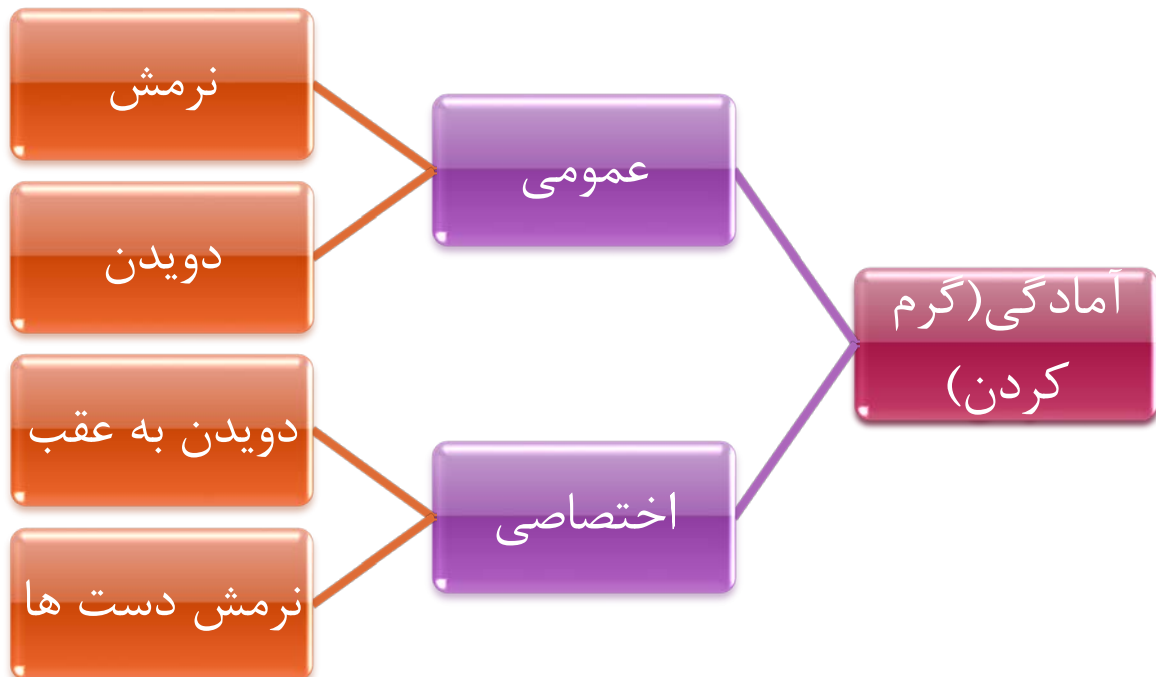 آمادگی(گرم
کردن)
عمومی
نرمش
دویدن
اختصاصی
دویدن به عقب
نرمش دست ها